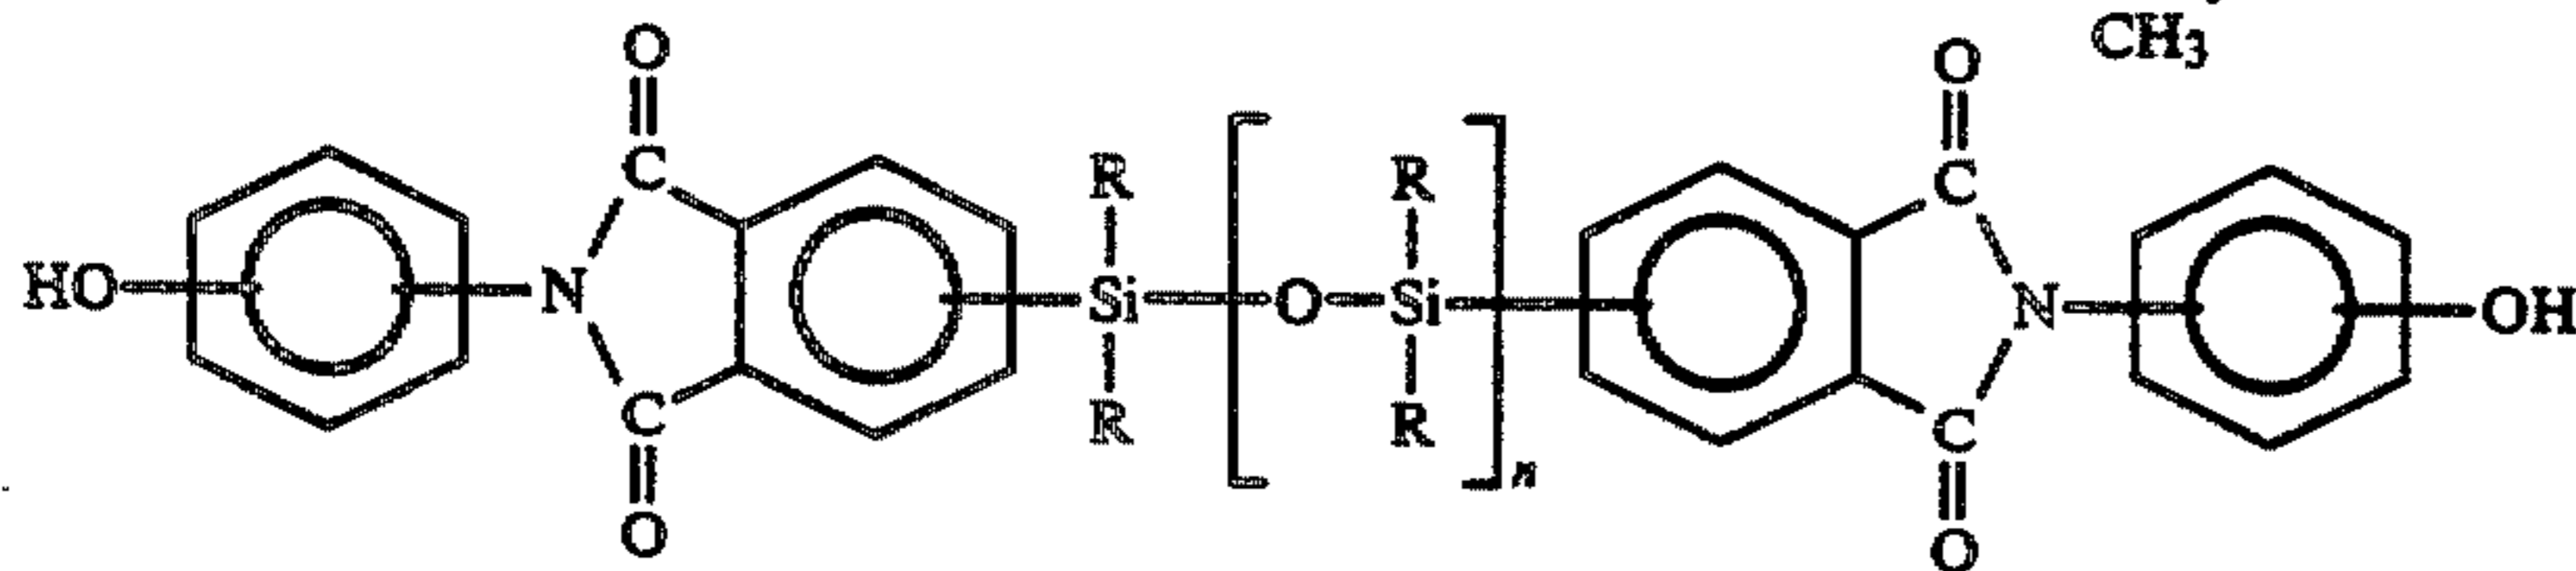 CH₃
O O
C C
R R
HO N Si O Si N OH
R R n
C C
O O